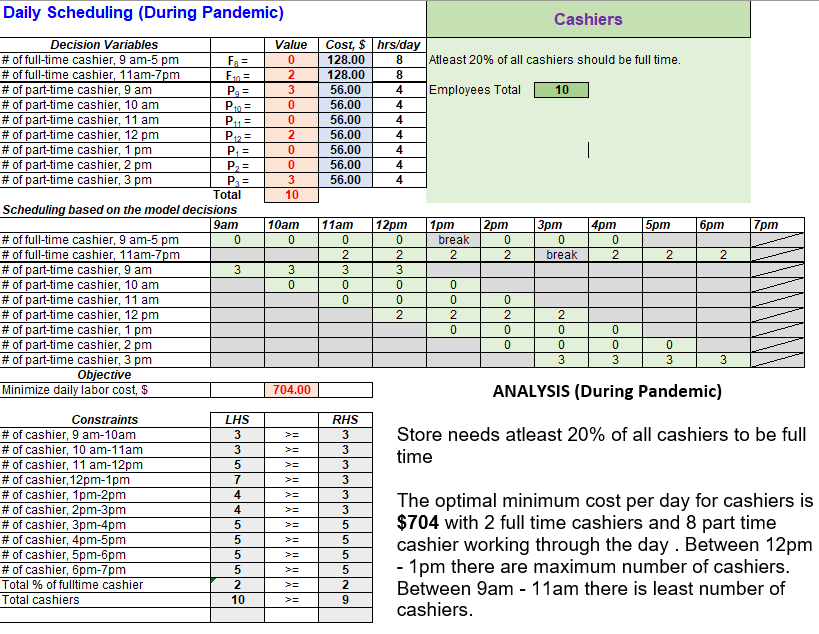 Daily Scheduling (During Pandemic)
Cashiers
Decision Variables Value Cost, $ hrs/day
# of full-time cashier, 9 am-5 pm F₉ = 0 128.00 8 Atleast 20% of all cashiers should be full time.
# of full-time cashier, 11am-7pm F₁₀ = 2 128.00 8
# of part-time cashier, 9 am P₉ = 3 56.00 4 Employees Total 10
# of part-time cashier, 10 am P₁₀ = 0 56.00 4
# of part-time cashier, 11 am P₁₁ = 0 56.00 4
# of part-time cashier, 12 pm P₁₂ = 2 56.00 4
# of part-time cashier, 1 pm P₁ = 0 56.00 4
# of part-time cashier, 2 pm P₂ = 0 56.00 4
# of part-time cashier, 3 pm P₃ = 3 56.00 4
Total 10
Scheduling based on the model decisions
9am 10am 11am 12pm 1pm 2pm 3pm 4pm 5pm 6pm 7pm
# of full-time cashier, 9 am-5 pm 0 0 0 0 break 0 0 0
# of full-time cashier, 11am-7pm 2 2 2 2 break 2 2 2
# of part-time cashier, 9 am 3 3 3 3
# of part-time cashier, 10 am 0 0 0 0
# of part-time cashier, 11 am 0 0 0 0
# of part-time cashier, 12 pm 2 2 2 2
# of part-time cashier, 1 pm 0 0 0 0
# of part-time cashier, 2 pm 0 0 0 0
# of part-time cashier, 3 pm 3 3 3 3
Objective
Minimize daily labor cost, $ 704.00
Constraints LHS RHS
# of cashier, 9 am-10am 3 >= 3
# of cashier, 10 am-11am 3 >= 3
# of cashier, 11 am-12pm 5 >= 3
# of cashier,12pm-1pm 7 >= 3
# of cashier, 1pm-2pm 4 >= 3
# of cashier, 2pm-3pm 4 >= 3
# of cashier, 3pm-4pm 5 >= 5
# of cashier, 4pm-5pm 5 >= 5
# of cashier, 5pm-6pm 5 >= 5
# of cashier, 6pm-7pm 5 >= 5
Total % of fulltime cashier 2 >= 2
Total cashiers 10 >= 9
ANALYSIS (During Pandemic)
Store needs atleast 20% of all cashiers to be full
time
The optimal minimum cost per day for cashiers is
$704 with 2 full time cashiers and 8 part time
cashier working through the day . Between 12pm
- 1pm there are maximum number of cashiers.
Between 9am - 11am there is least number of
cashiers.